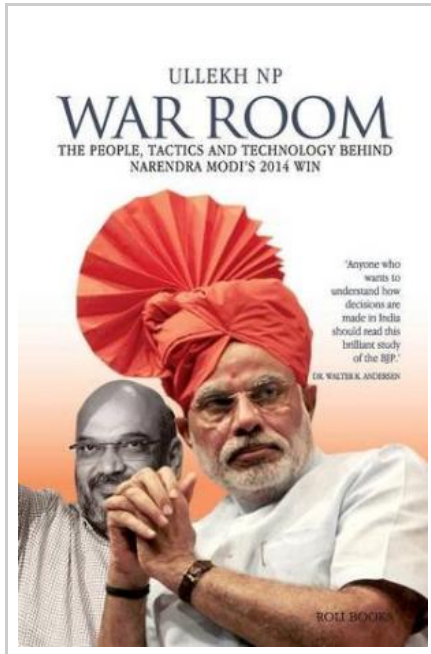 ULLEKH NP
WAR ROOM
THE PEOPLE, TACTICS AND TECHNOLOGY BEHIND
NARENDRA MODI'S 2014 WIN
'Anyone who
wants to
understand how
decisions are
made in India
should read this
brilliant study
of the BJP.'
DR. WALTER K. ANDERSEN
ROLI BOOKS